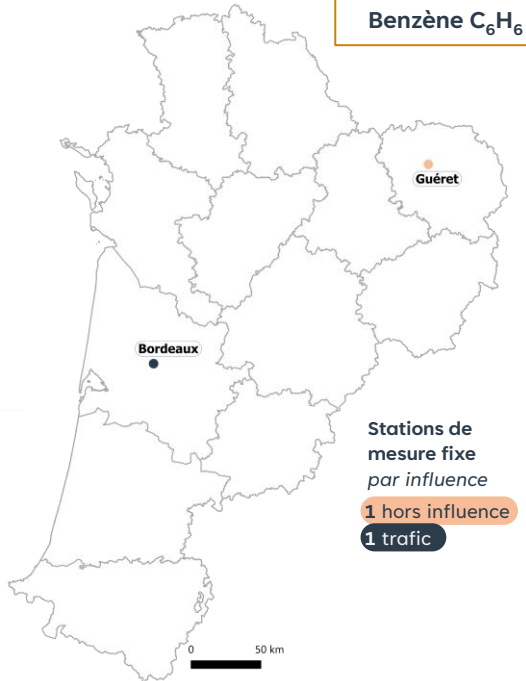 Benzène C₆H₆
Guéret
Bordeaux
Stations de
mesure fixe
par influence
1 hors influence
1 trafic
0 50 km